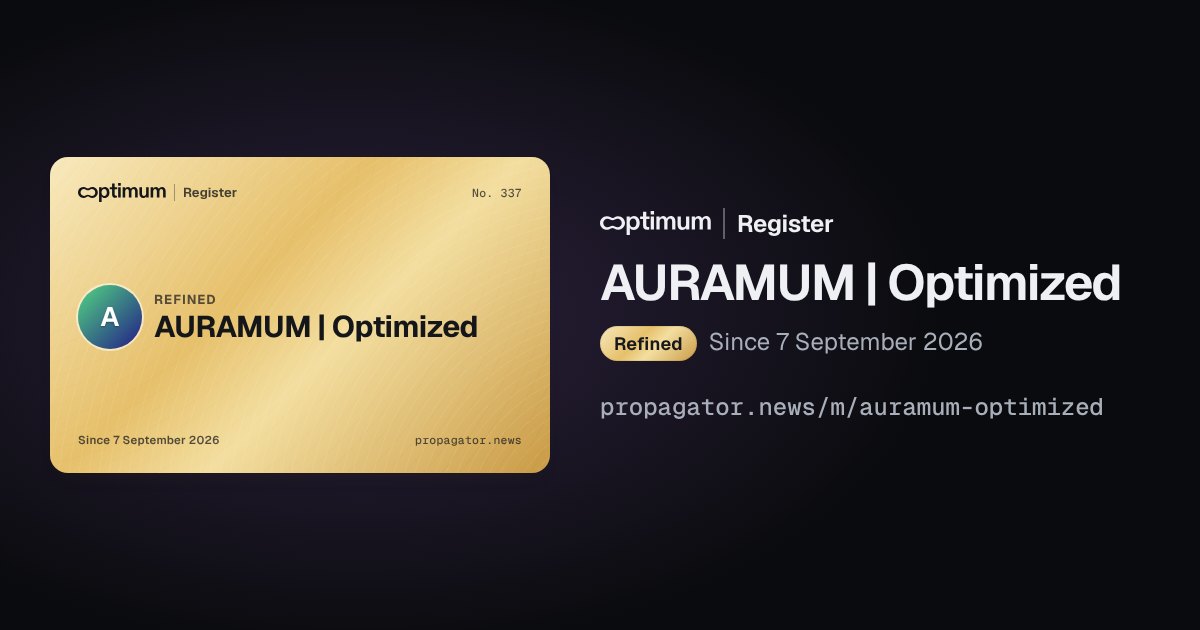 optimum | Register
No. 337
A
REFINED
AURAMUM | Optimized
Since 7 September 2026
propagator.news
optimum | Register
AURAMUM | Optimized
Refined Since 7 September 2026
propagator.news/m/auramum-optimized